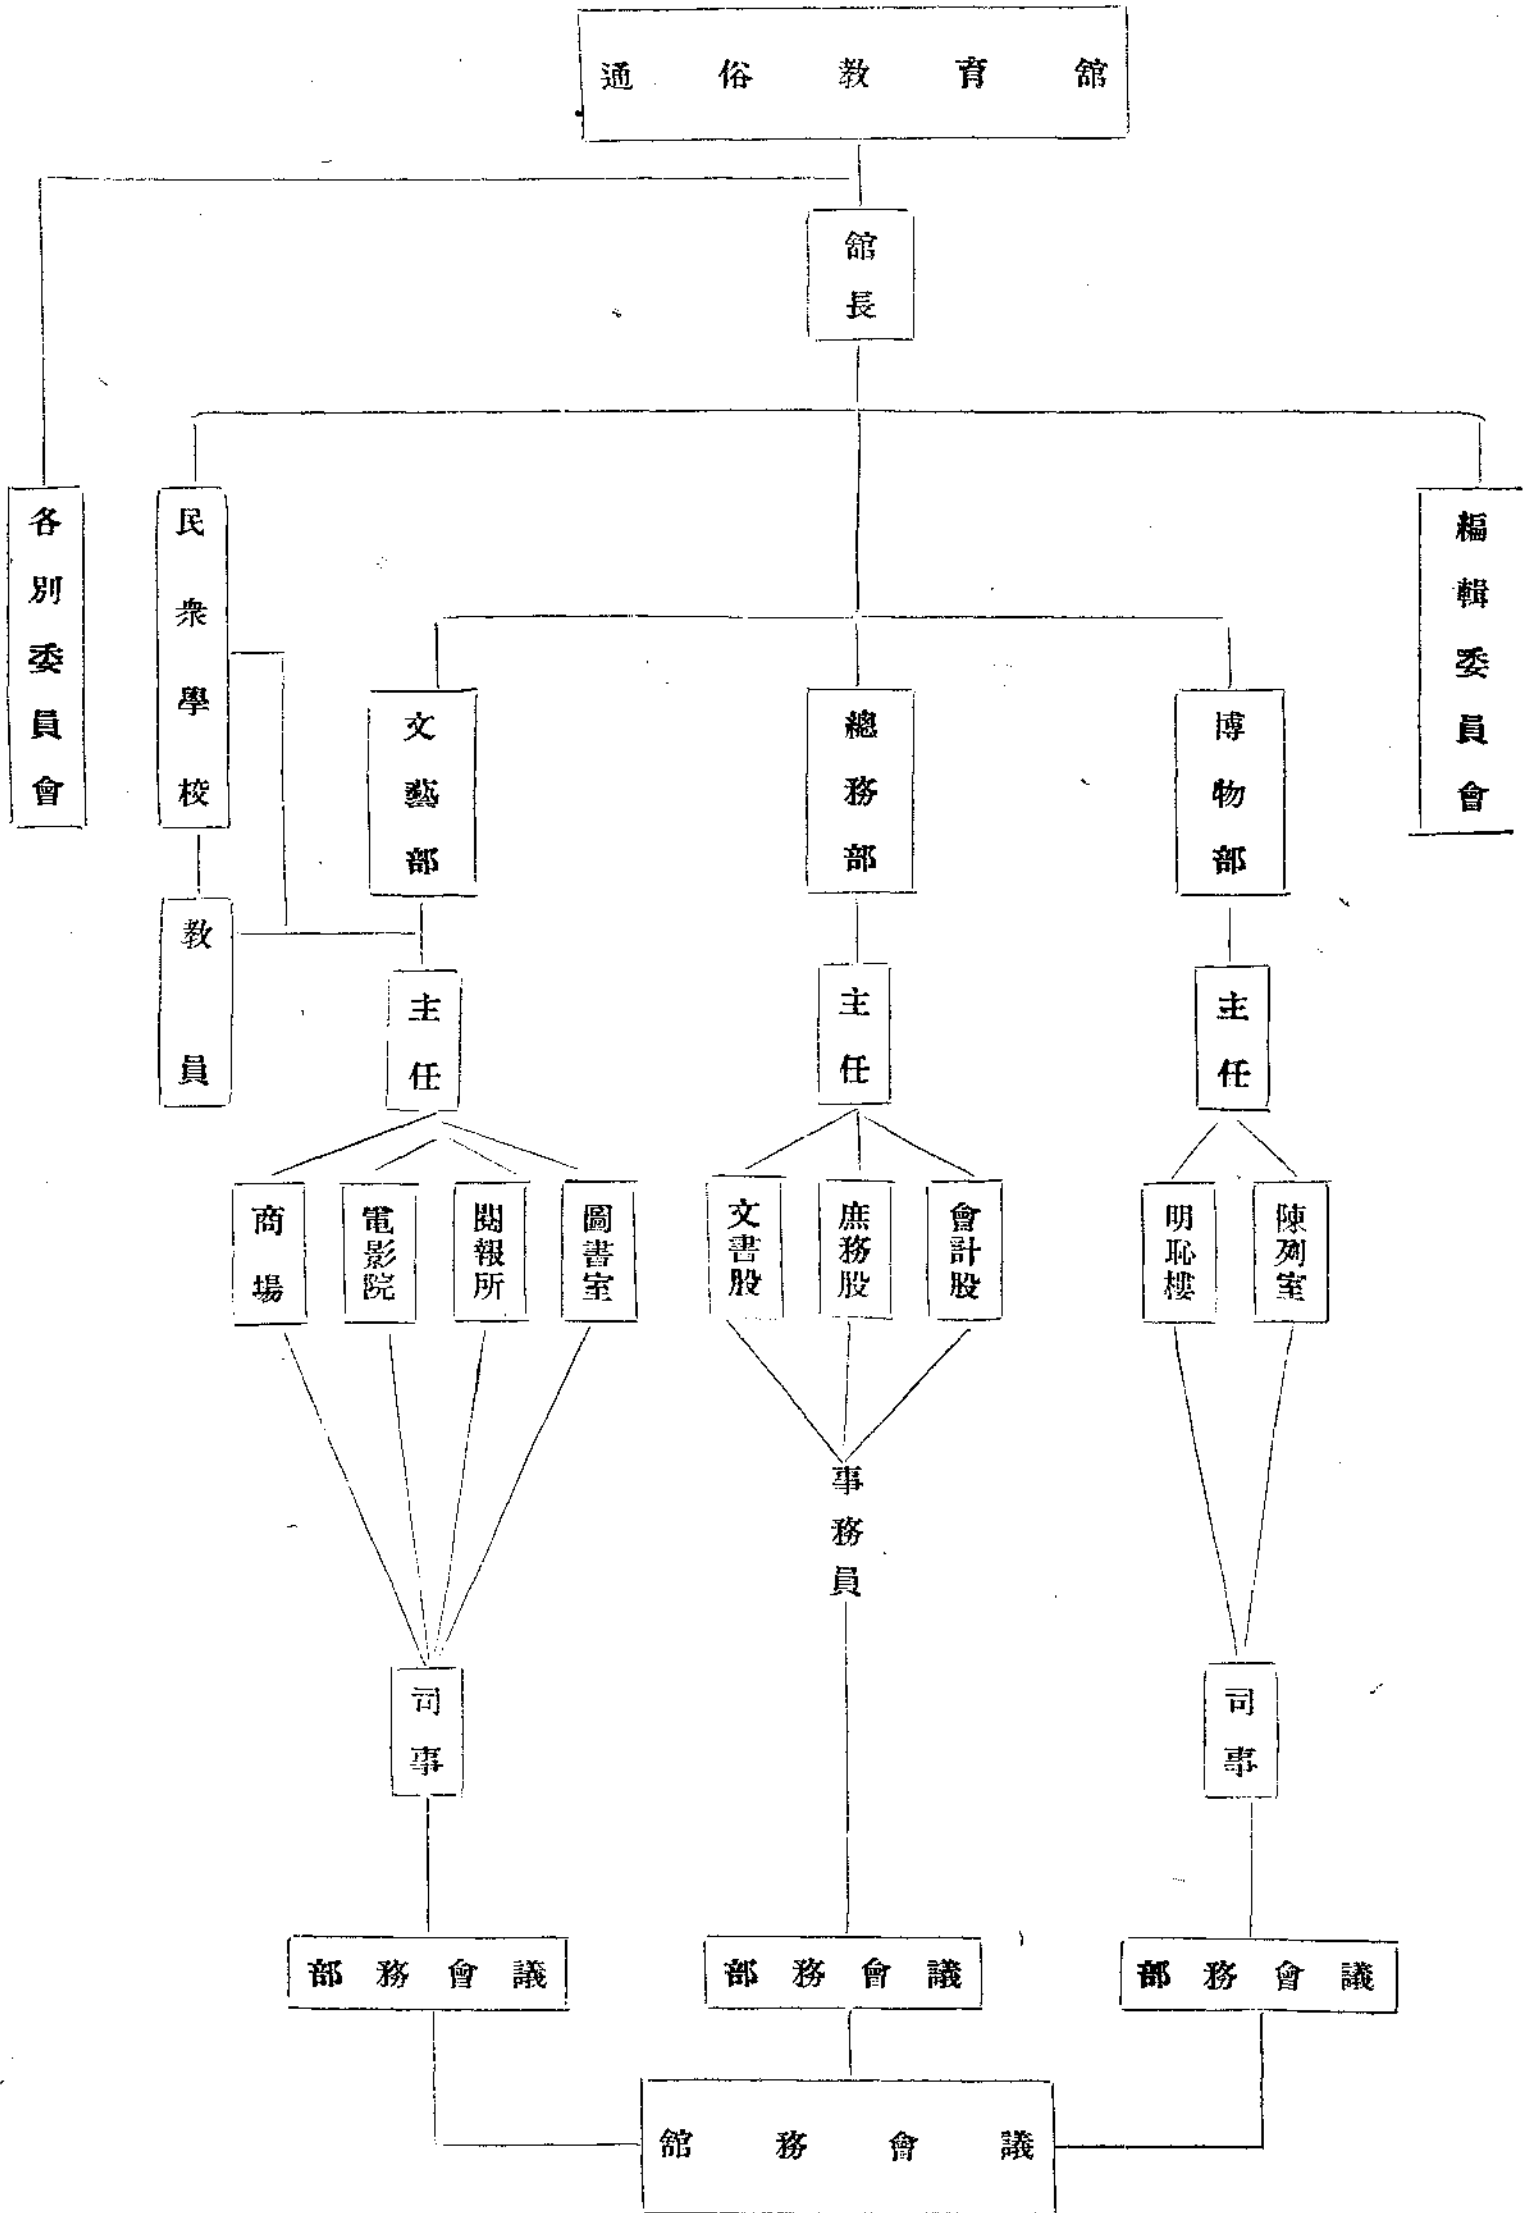 通俗教育舘
舘長
各別委員會
民衆學校
編輯委員會
文藝部
總務部
博物部
教員
主任
主任
主任
商場
電影院
閱報所
圖書室
文書股
庶務股
會計股
明恥樓
陳列室
事務員
司事
司事
部務會議
部務會議
部務會議
舘務會議